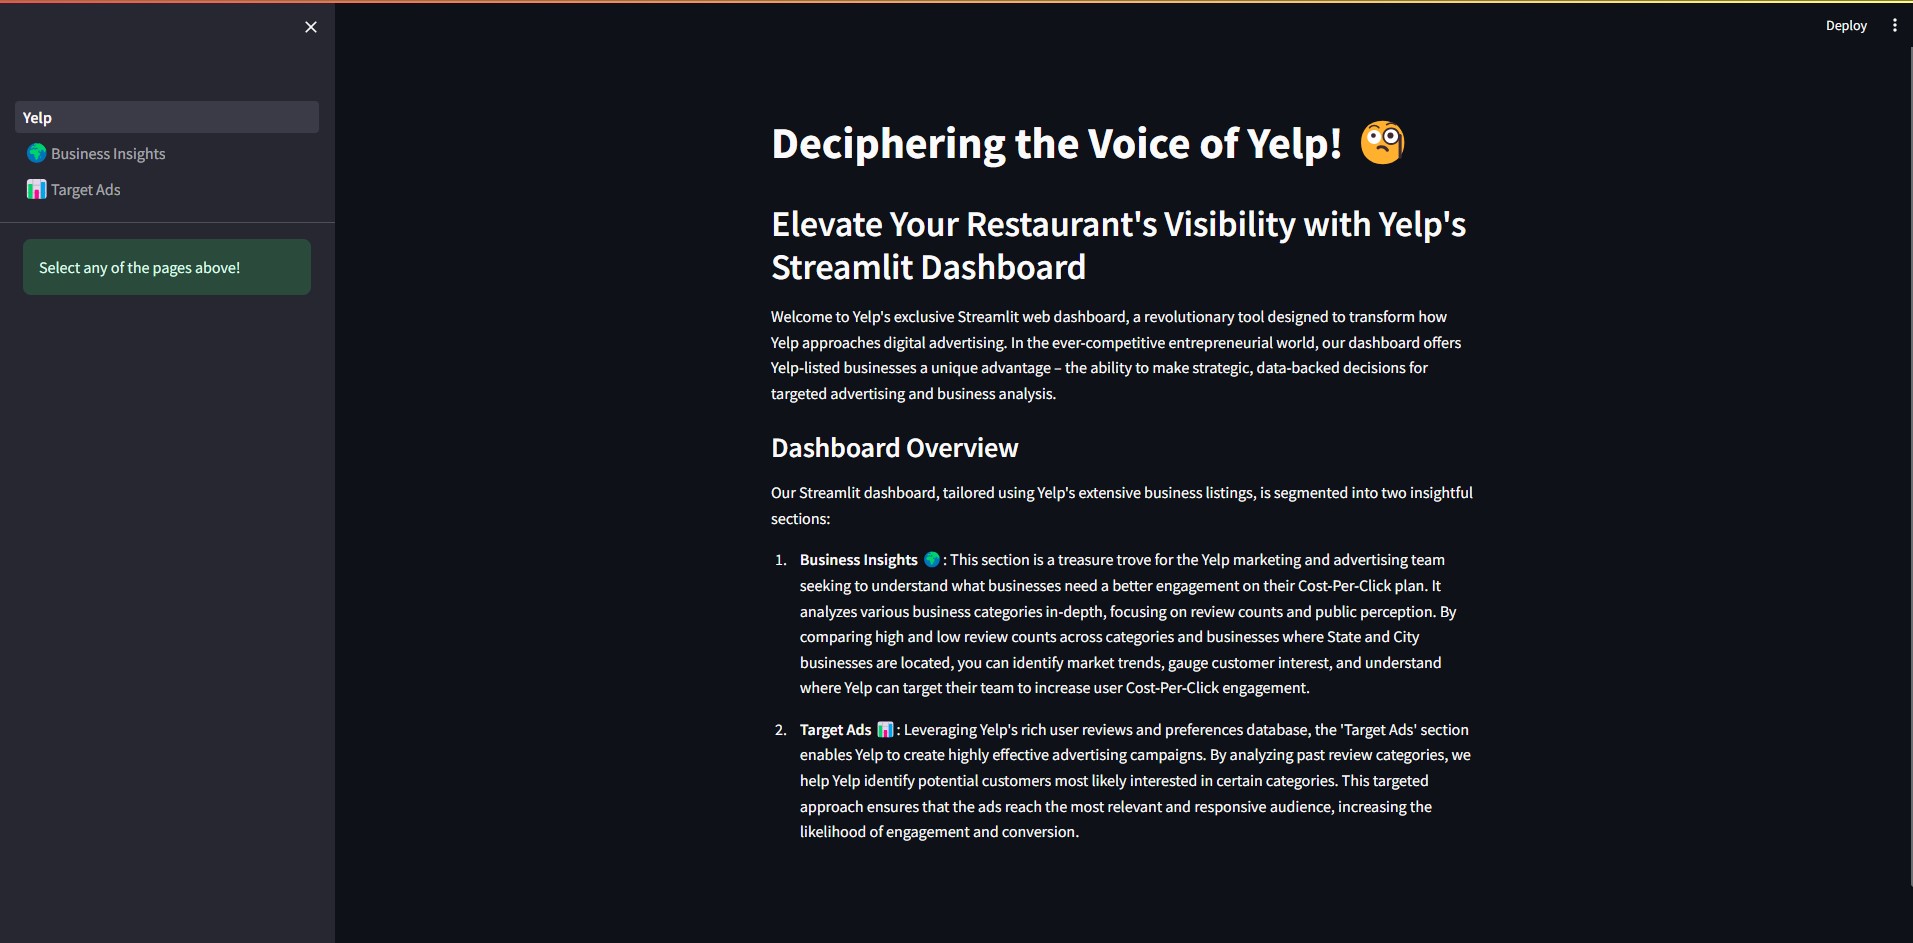 Deploy
Yelp
Business Insights
Target Ads
Select any of the pages above!
Deciphering the Voice of Yelp!
Elevate Your Restaurant's Visibility with Yelp's
Streamlit Dashboard
Welcome to Yelp's exclusive Streamlit web dashboard, a revolutionary tool designed to transform how
Yelp approaches digital advertising. In the ever-competitive entrepreneurial world, our dashboard offers
Yelp-listed businesses a unique advantage – the ability to make strategic, data-backed decisions for
targeted advertising and business analysis.
Dashboard Overview
Our Streamlit dashboard, tailored using Yelp's extensive business listings, is segmented into two insightful
sections:
1. Business Insights 🌍 : This section is a treasure trove for the Yelp marketing and advertising team
seeking to understand what businesses need a better engagement on their Cost-Per-Click plan. It
analyzes various business categories in-depth, focusing on review counts and public perception. By
comparing high and low review counts across categories and businesses where State and City
businesses are located, you can identify market trends, gauge customer interest, and understand
where Yelp can target their team to increase user Cost-Per-Click engagement.
2. Target Ads 📊 : Leveraging Yelp's rich user reviews and preferences database, the 'Target Ads' section
enables Yelp to create highly effective advertising campaigns. By analyzing past review categories, we
help Yelp identify potential customers most likely interested in certain categories. This targeted
approach ensures that the ads reach the most relevant and responsive audience, increasing the
likelihood of engagement and conversion.